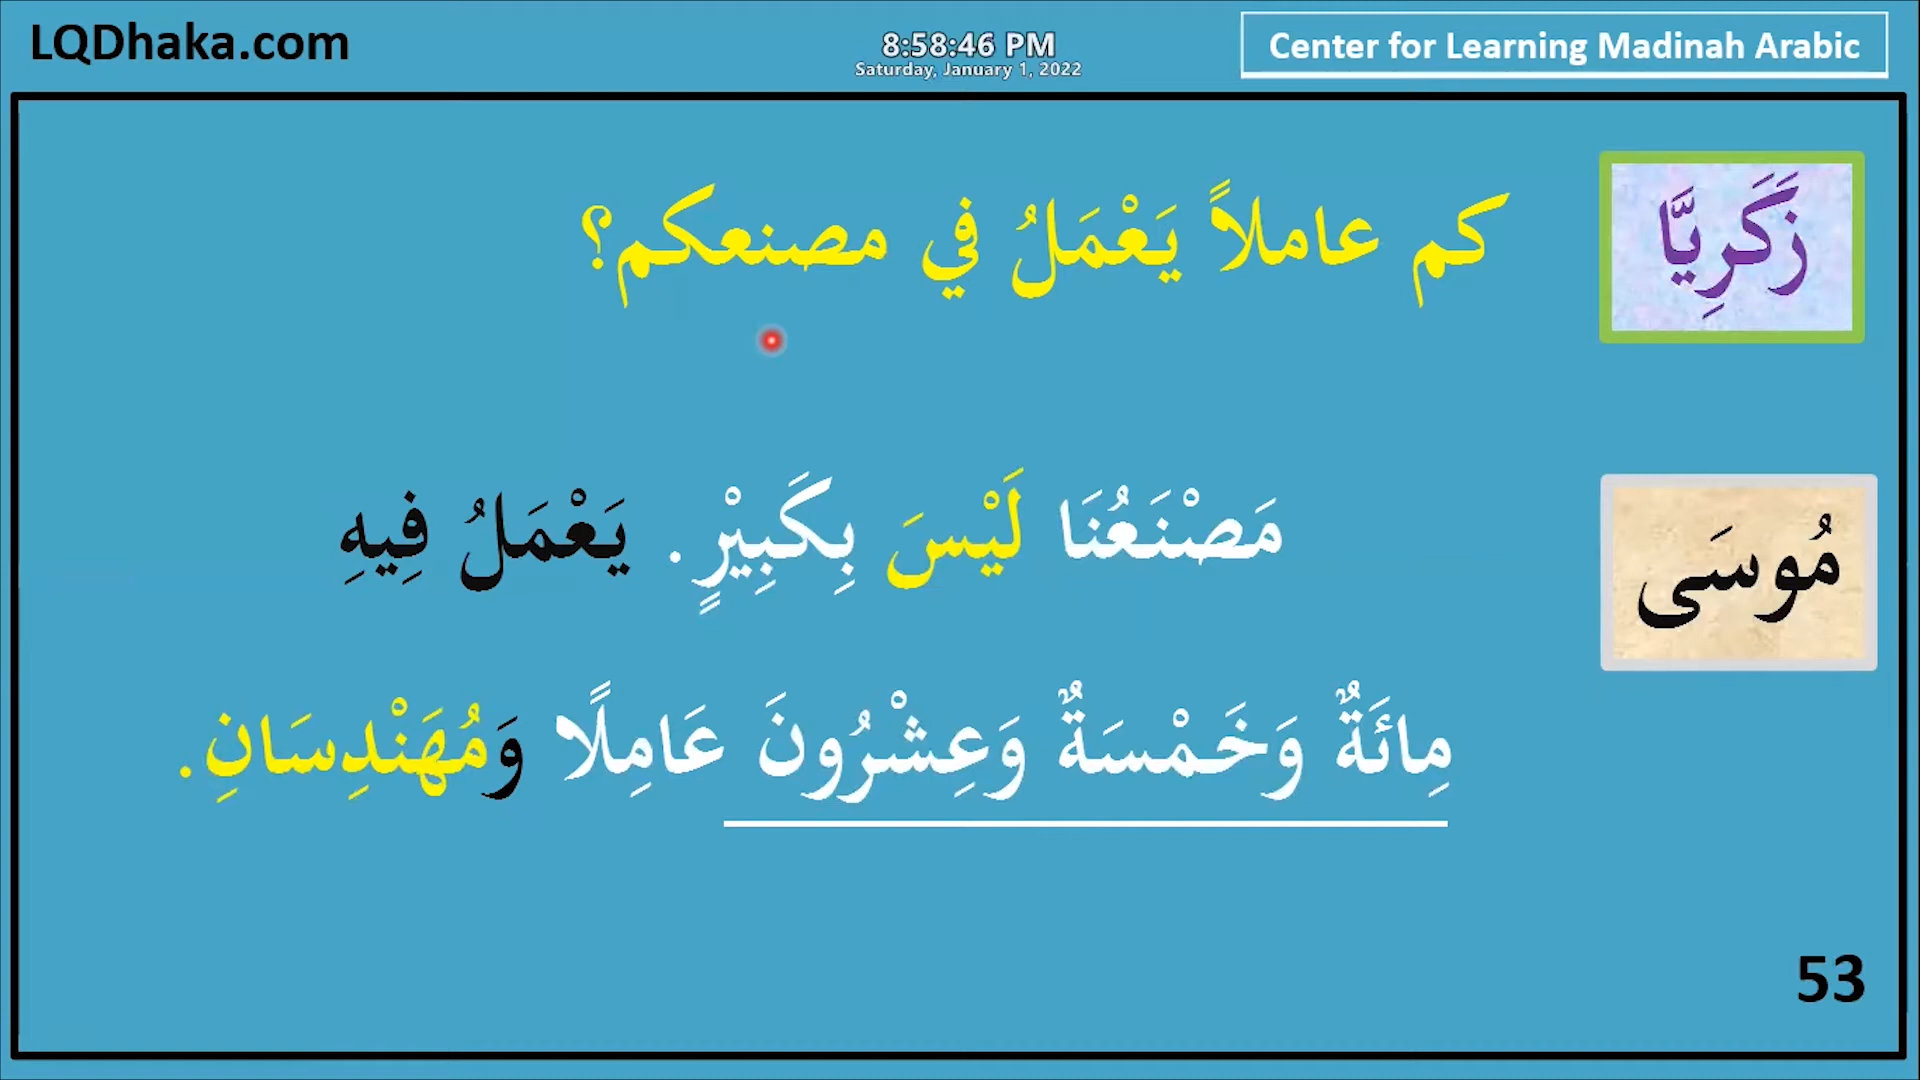 LQDhaka.com
8:58:46 PM
Saturday, January 1, 2022
Center for Learning Madinah Arabic
زَكَرِيَّا
كم عاملاً يَعْمَلُ في مصنعكم؟
مُوسَى
مَصْنَعُنَا لَيْسَ بِكَبِيْرٍ. يَعْمَلُ فِيهِ
مِائَةٌ وَخَمْسَةٌ وَعِشْرُونَ عَامِلًا وَمُهَنْدِسَانِ.
53